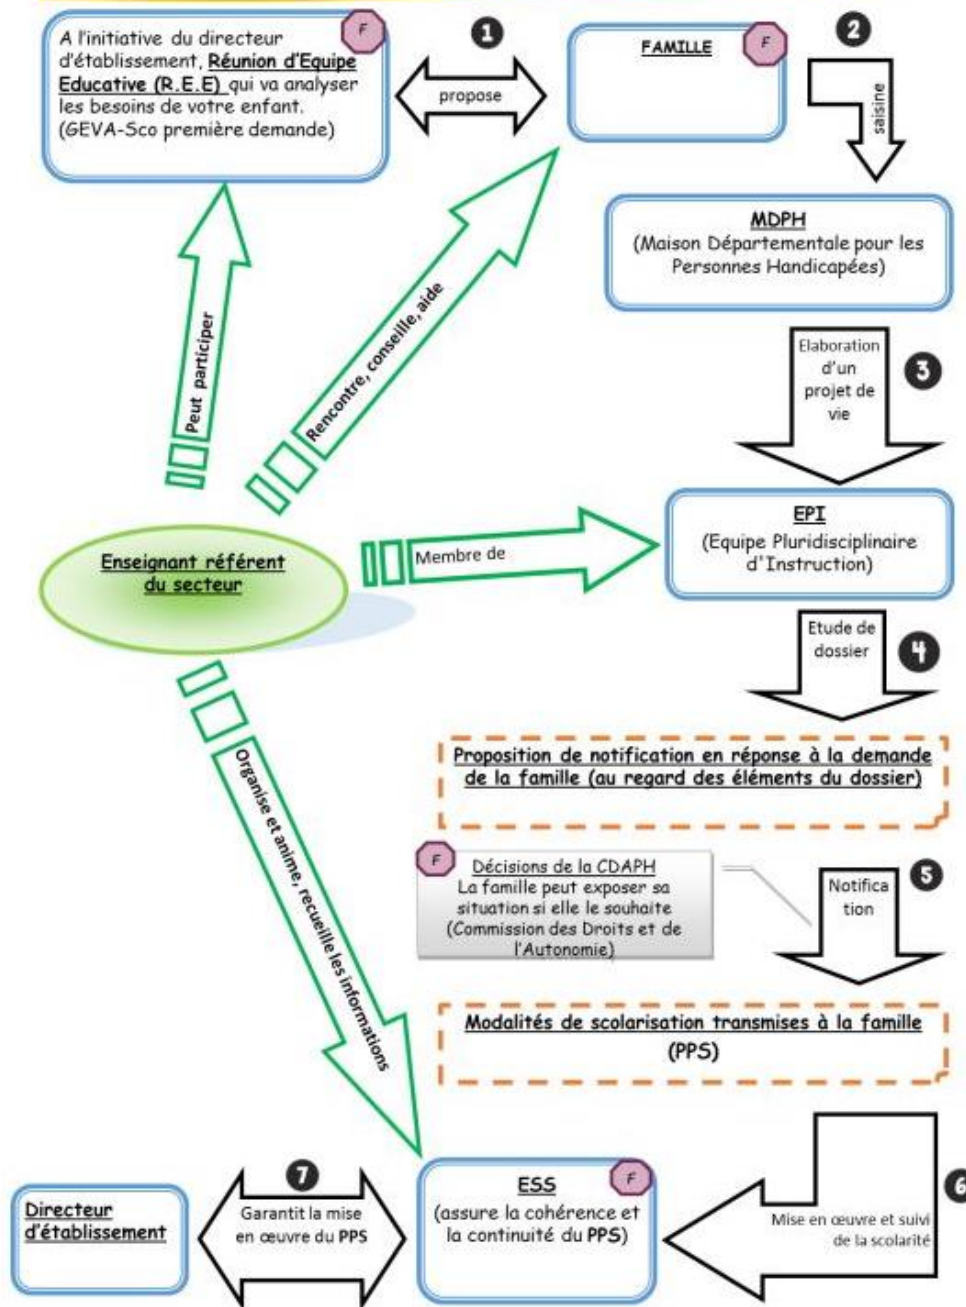 A l'initiative du directeur
d'établissement, Réunion d'Equipe
Educative (R.E.E) qui va analyser
les besoins de votre enfant.
(GEVA-Sco première demande)
F
1
propose
FAMILLE
F
2
saisine
MDPH
(Maison Départementale pour les
Personnes Handicapées)
Elaboration
d'un
projet de
vie
3
Peut participer
Rencontre, conseille, aide
EPI
(Equipe Pluridisciplinaire
d'Instruction)
Membre de
Enseignant référent
du secteur
Etude de
dossier
4
Proposition de notification en réponse à la demande
de la famille (au regard des éléments du dossier)
Organise et anime, recueille les informations
F
Décisions de la CDAPH
La famille peut exposer sa
situation si elle le souhaite
(Commission des Droits et de
l'Autonomie)
Notifica
tion
5
Modalités de scolarisation transmises à la famille
(PPS)
6
Mise en œuvre et suivi
de la scolarité
ESS
(assure la cohérence et
la continuité du PPS)
F
7
Garantit la mise
en œuvre du PPS
Directeur
d'établissement